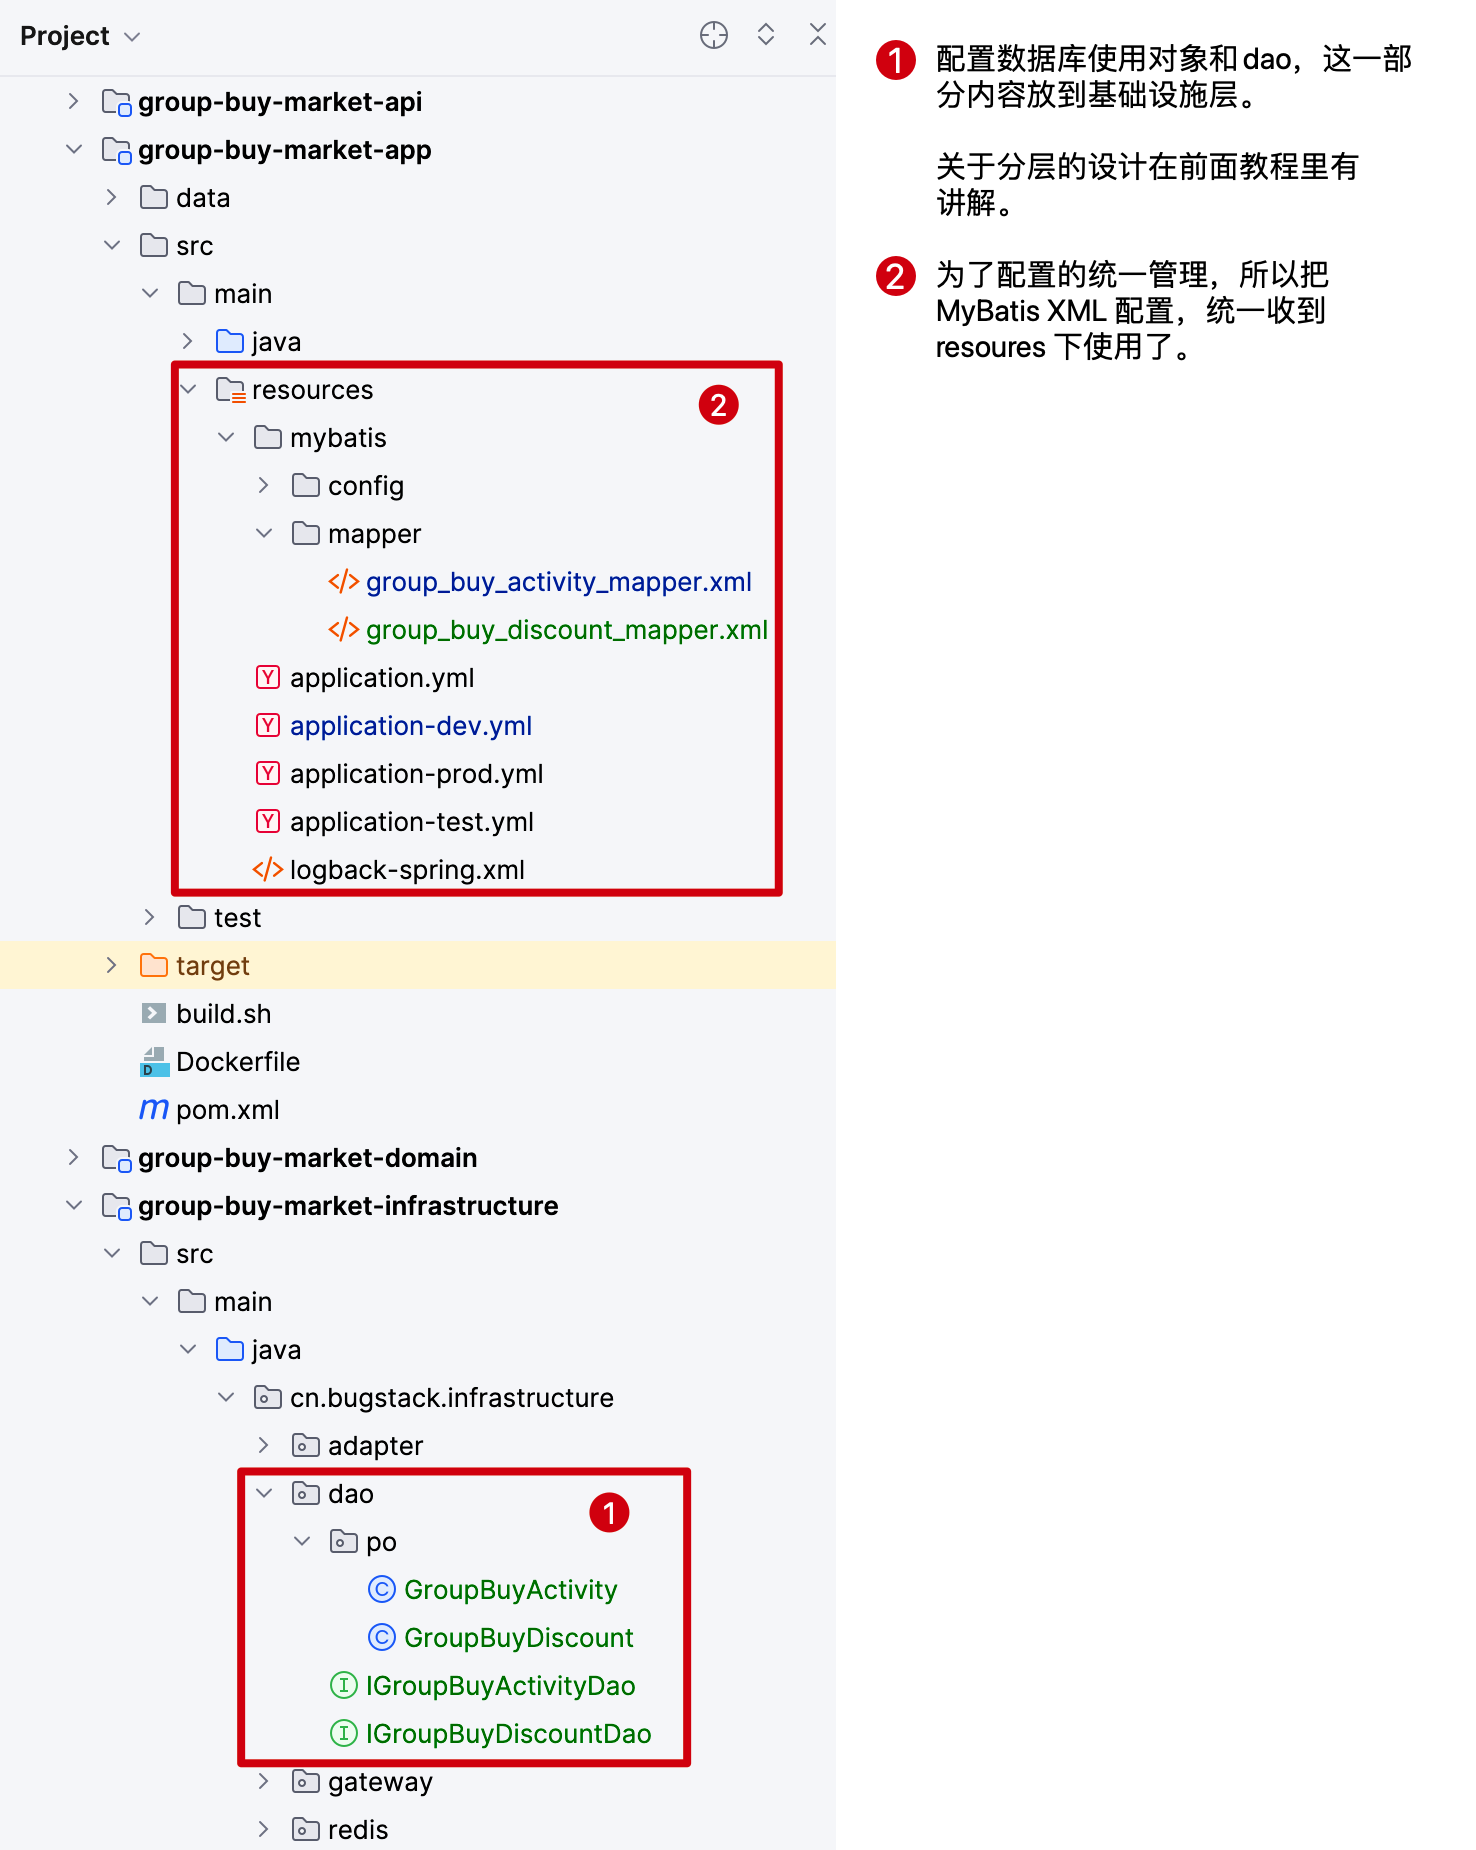 Project
group-buy-market-api
group-buy-market-app
data
src
main
java
resources
2
mybatis
config
mapper
group_buy_activity_mapper.xml
group_buy_discount_mapper.xml
application.yml
application-dev.yml
application-prod.yml
application-test.yml
logback-spring.xml
test
target
build.sh
Dockerfile
pom.xml
group-buy-market-domain
group-buy-market-infrastructure
src
main
java
cn.bugstack.infrastructure
adapter
dao
1
po
GroupBuyActivity
GroupBuyDiscount
IGroupBuyActivityDao
IGroupBuyDiscountDao
gateway
redis
1 配置数据库使用对象和dao，这一部
分内容放到基础设施层。
关于分层的设计在前面教程里有
讲解。
2 为了配置的统一管理，所以把
MyBatis XML 配置，统一收到
resoures 下使用了。